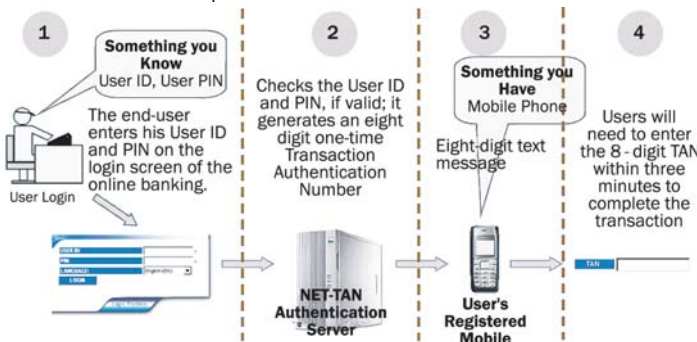 1
Something you
Know
User ID, User PIN
The end-user
enters his User ID
and PIN on the
login screen of the
online banking.
User Login
USER ID
PIN
LANGUAGE
LOGIN
2
Checks the User ID
and PIN, if valid; it
generates an eight
digit one-time
Transaction
Authentication
Number
NET-TAN
Authentication
Server
3
Something you
Have
Mobile Phone
Eight-digit text
message
User's
Registered
Mobile
4
Users will
need to enter
the 8 - digit TAN
within three
minutes to
complete the
transaction
TAN